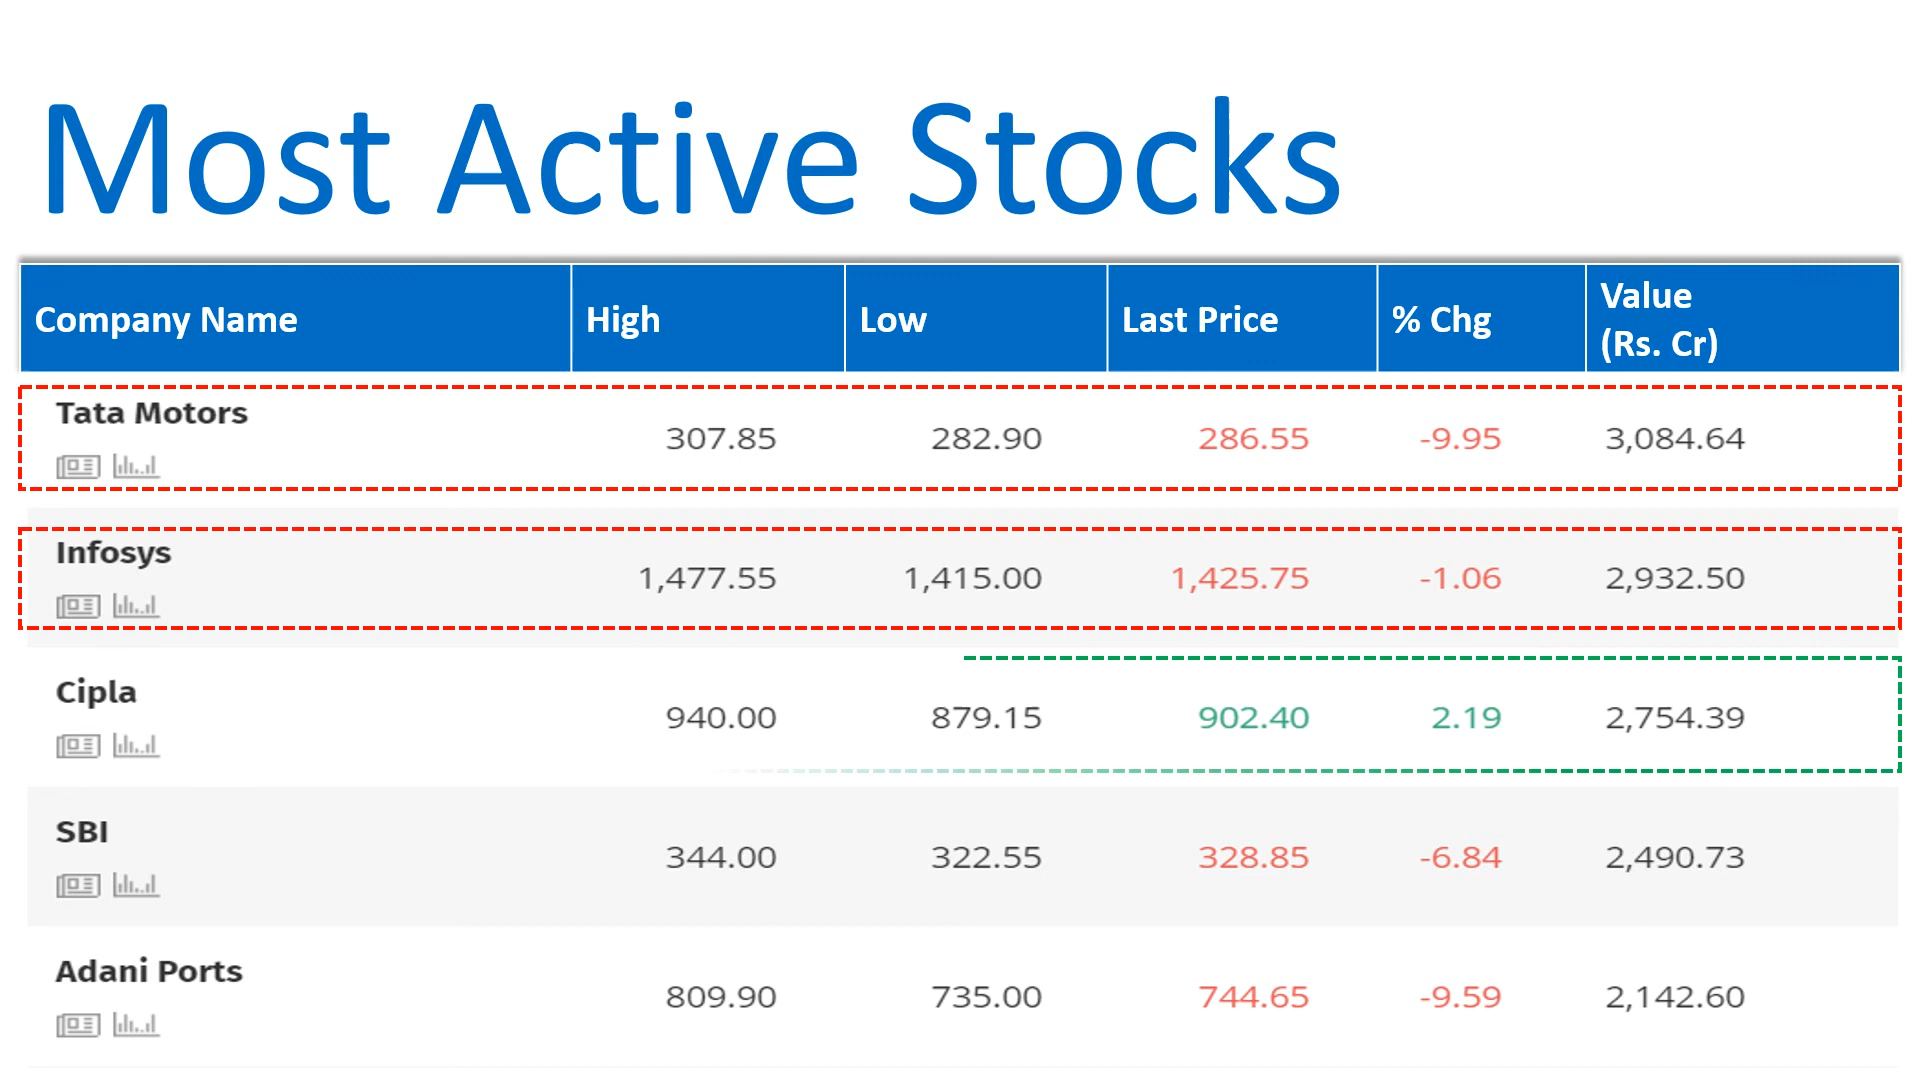 Most Active Stocks
Company Name High Low Last Price % Chg Value (Rs. Cr)
Tata Motors 307.85 282.90 286.55 -9.95 3,084.64
Infosys 1,477.55 1,415.00 1,425.75 -1.06 2,932.50
Cipla 940.00 879.15 902.40 2.19 2,754.39
SBI 344.00 322.55 328.85 -6.84 2,490.73
Adani Ports 809.90 735.00 744.65 -9.59 2,142.60